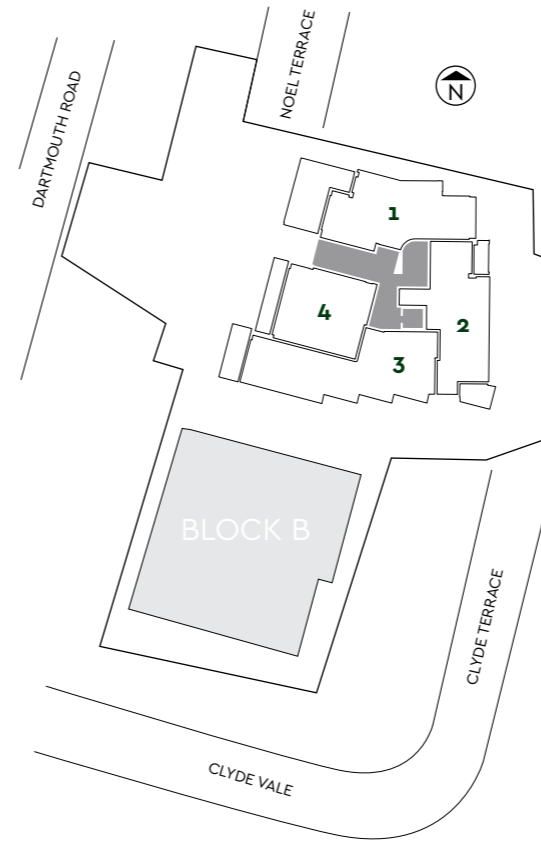 NOEL TERRACE
DARTMOUTH ROAD
N
1
2
4
3
BLOCK B
CLYDE TERRACE
CLYDE VALE